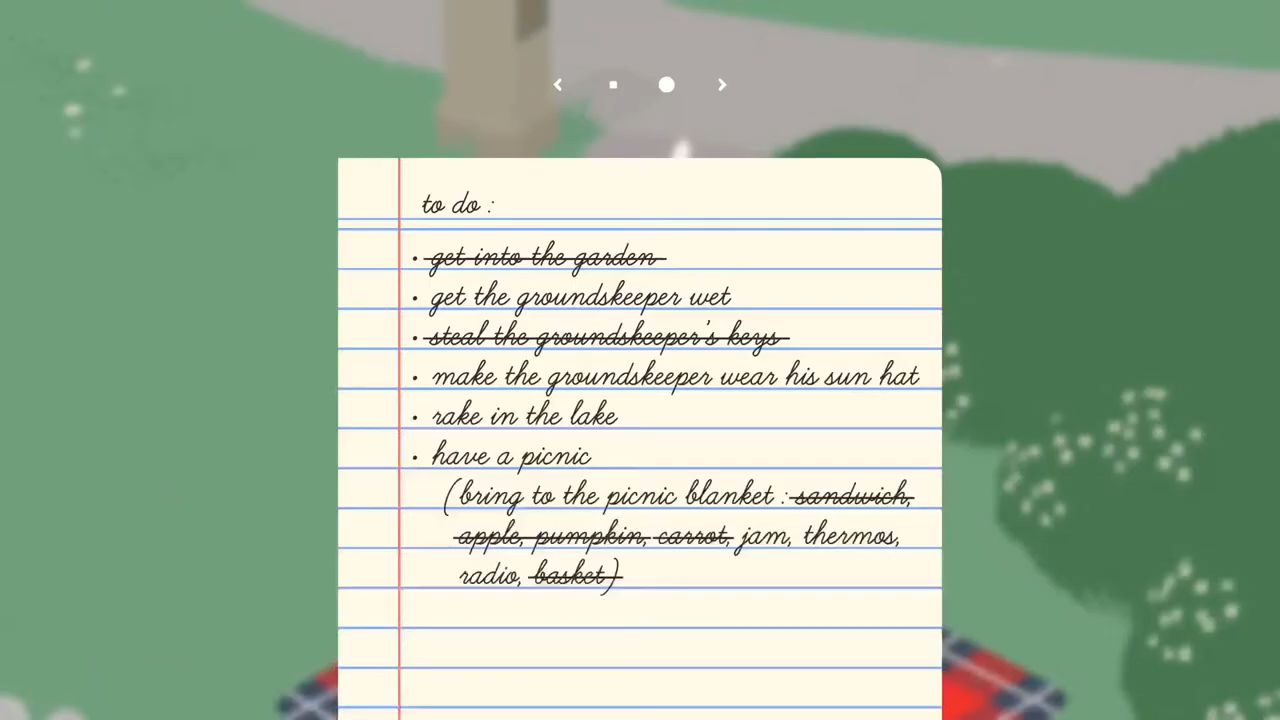 to do :
• get into the garden
• get the groundskeeper wet
• steal the groundskeeper's keys
• make the groundskeeper wear his sun hat
• rake in the lake
• have a picnic
(bring to the picnic blanket : sandwich,
apple, pumpkin, carrot, jam, thermos,
radio, basket)